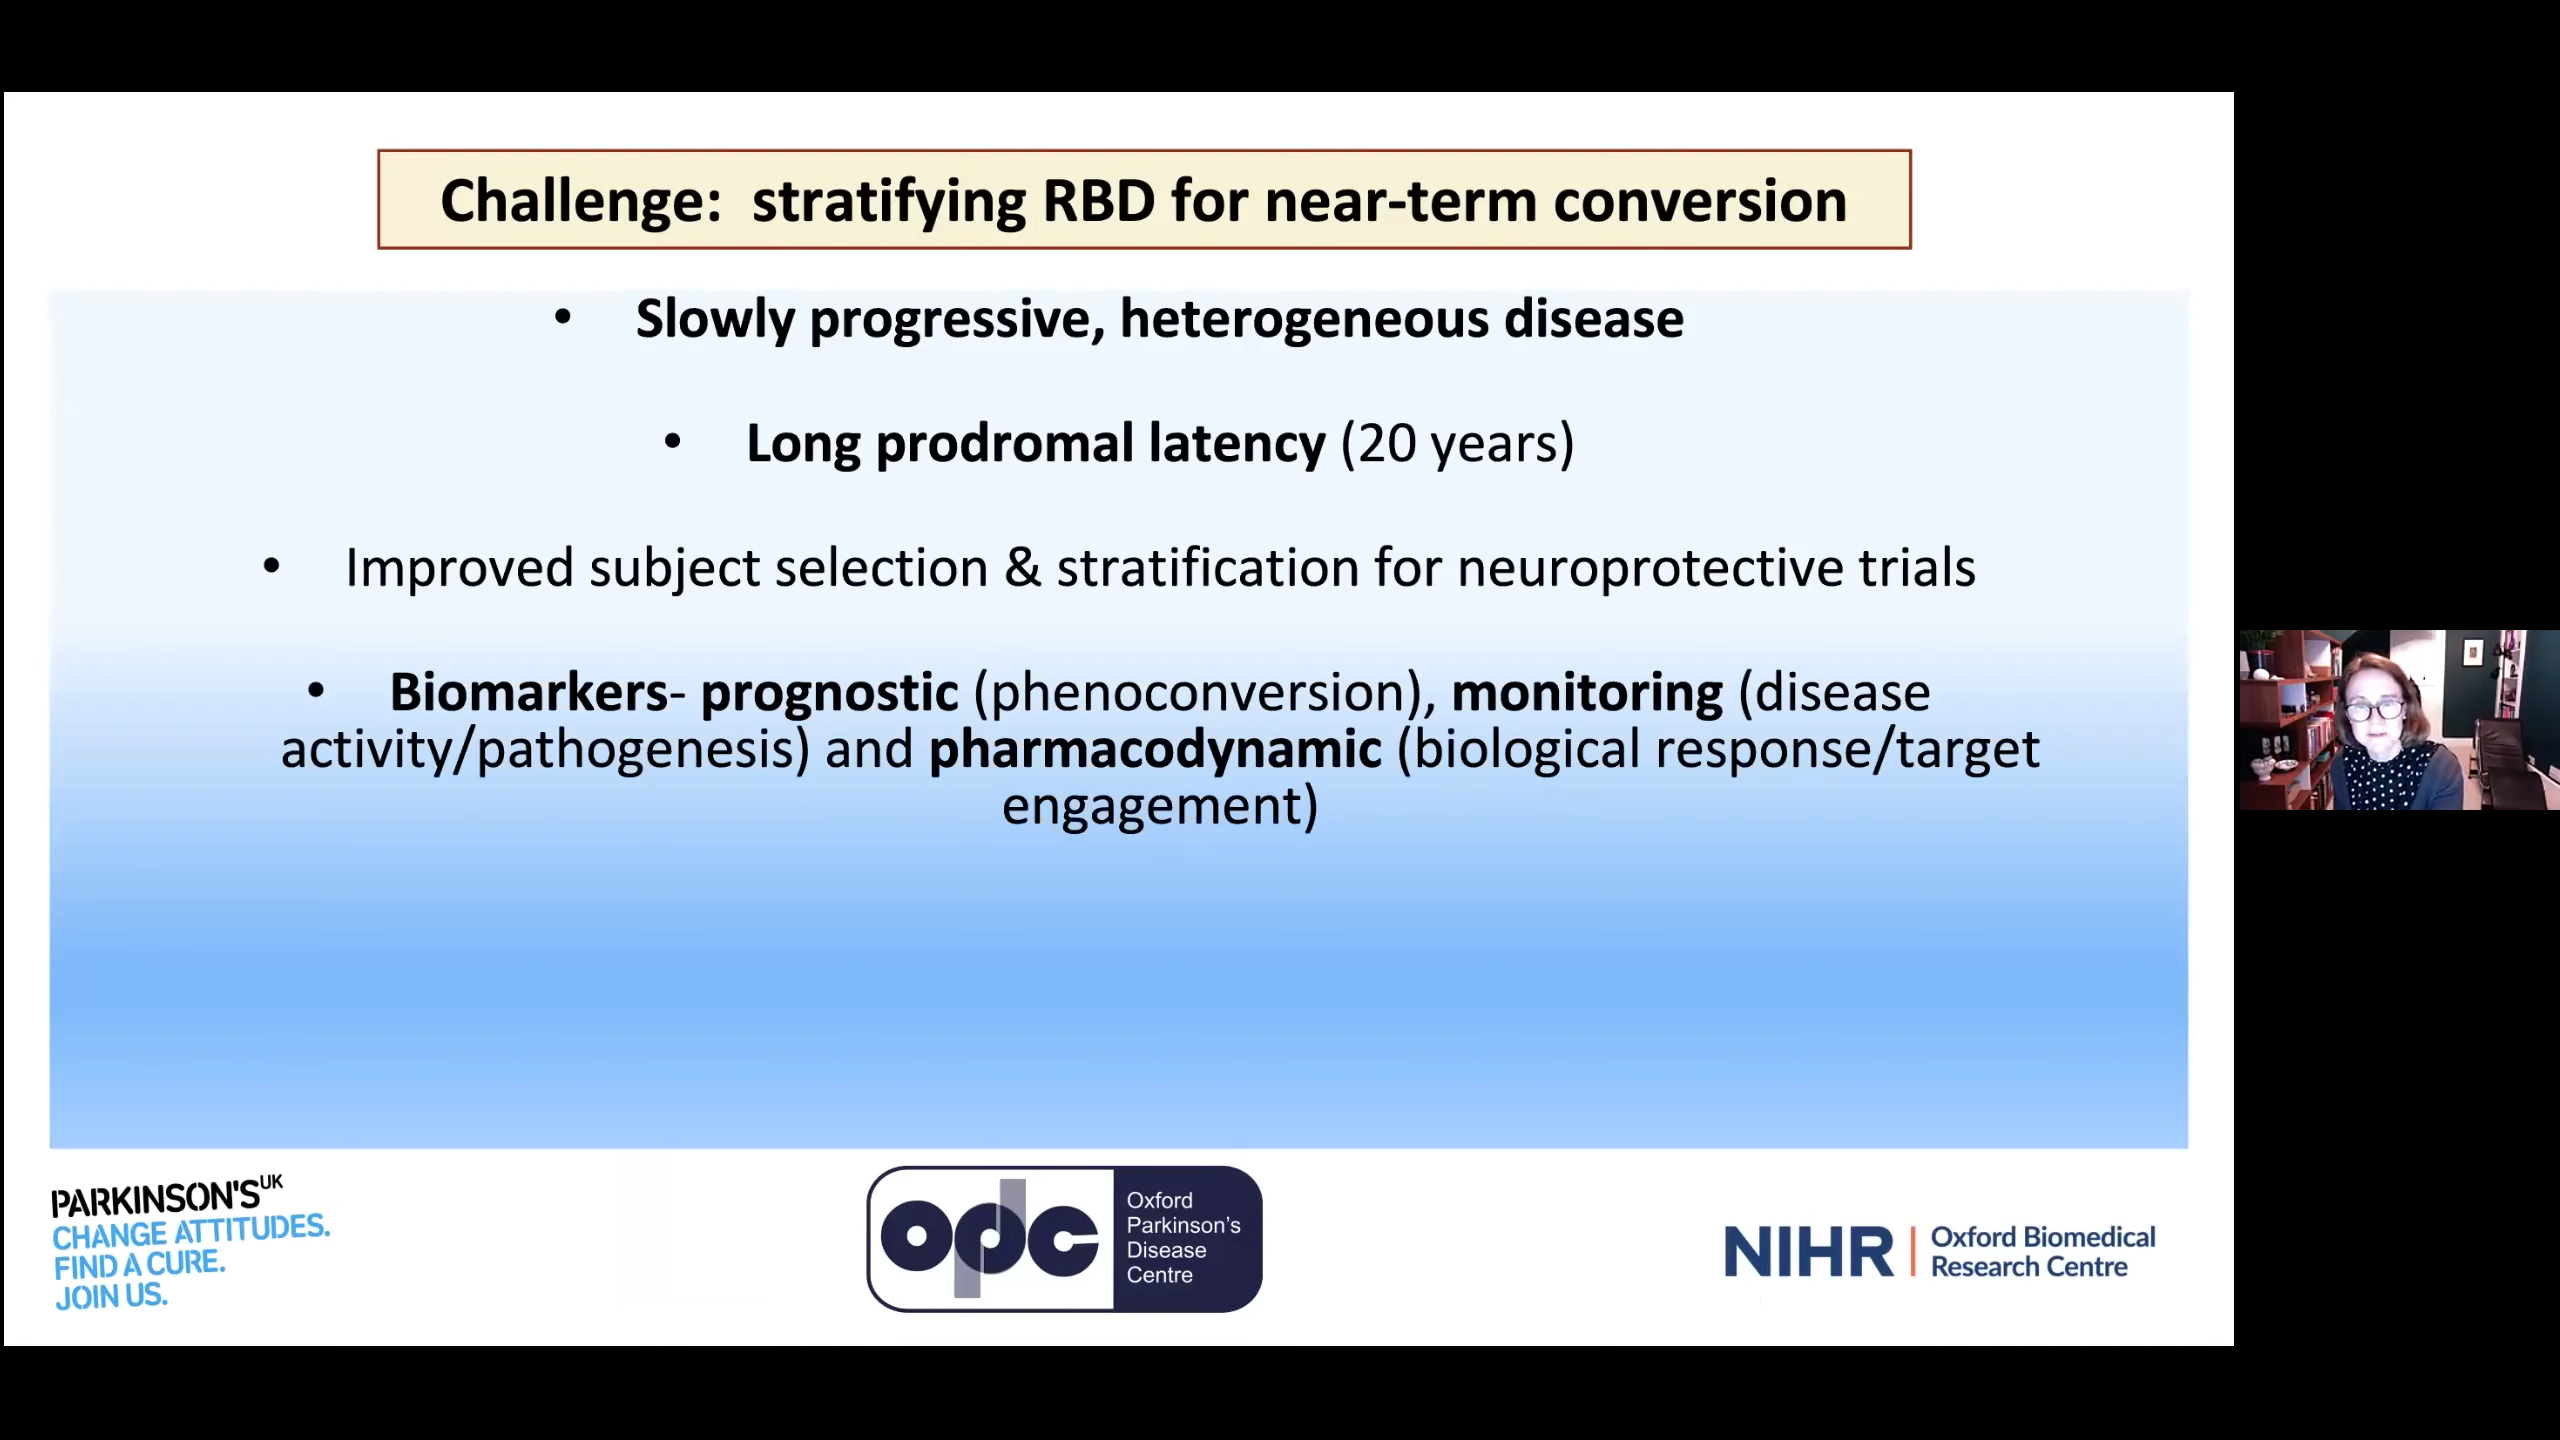 Challenge:  stratifying RBD for near-term conversion
• Slowly progressive, heterogeneous disease
• Long prodromal latency (20 years)
• Improved subject selection & stratification for neuroprotective trials
• Biomarkers- prognostic (phenoconversion), monitoring (disease
activity/pathogenesis) and pharmacodynamic (biological response/target
engagement)
PARKINSON'S UK
CHANGE ATTITUDES.
FIND A CURE.
JOIN US.
opdc
Oxford
Parkinson's
Disease
Centre
NIHR
Oxford Biomedical
Research Centre